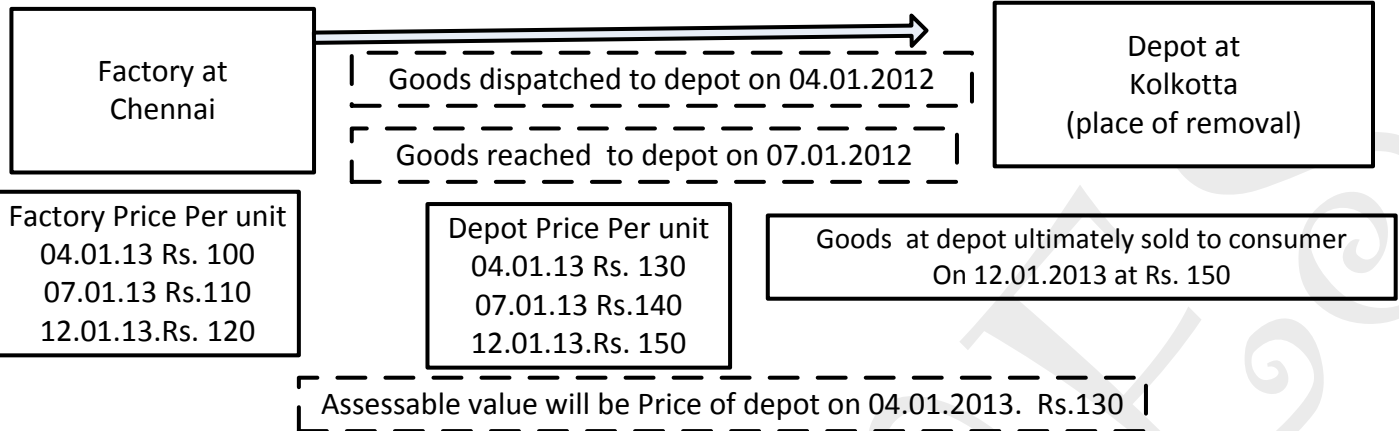 Factory at
Chennai
Goods dispatched to depot on 04.01.2012
Goods reached to depot on 07.01.2012
Depot at
Kolkotta
(place of removal)
Factory Price Per unit
04.01.13 Rs. 100
07.01.13 Rs.110
12.01.13.Rs. 120
Depot Price Per unit
04.01.13 Rs. 130
07.01.13 Rs.140
12.01.13.Rs. 150
Goods at depot ultimately sold to consumer
On 12.01.2013 at Rs. 150
Assessable value will be Price of depot on 04.01.2013. Rs.130